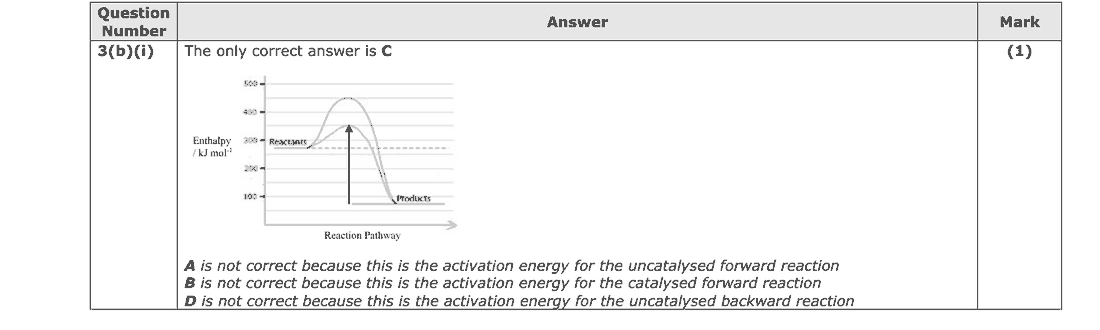 Question Number
Answer
Mark
3(b)(i)
The only correct answer is C
(1)
500
400
300
200
100
Enthalpy
/ kJ mol⁻¹
Reactants
Products
Reaction Pathway
A is not correct because this is the activation energy for the uncatalysed forward reaction
B is not correct because this is the activation energy for the catalysed forward reaction
D is not correct because this is the activation energy for the uncatalysed backward reaction